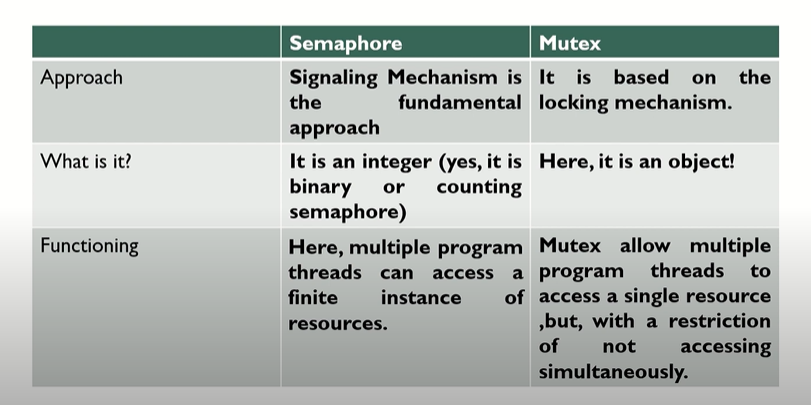 Semaphore
Mutex
Approach
Signaling Mechanism is
the fundamental
approach
It is based on the
locking mechanism.
What is it?
It is an integer (yes, it is
binary or counting
semaphore)
Here, it is an object!
Functioning
Here, multiple program
threads can access a
finite instance of
resources.
Mutex allow multiple
program threads to
access a single resource
,but, with a restriction
of not accessing
simultaneously.